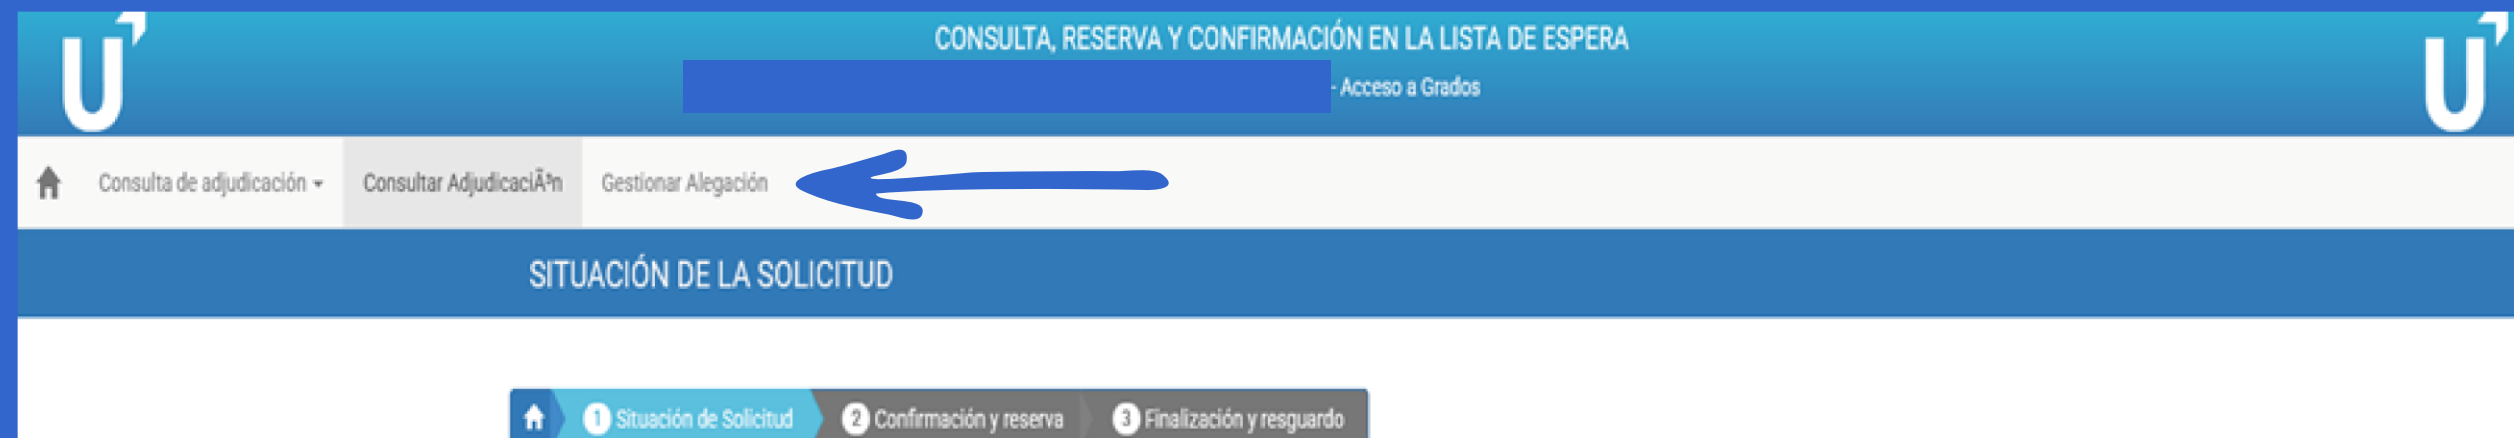 CONSULTA, RESERVA Y CONFIRMACIÓN EN LA LISTA DE ESPERA
- Acceso a Grados
Consulta de adjudicación Consultar AdjudicaciÃ³n Gestionar Alegación
SITUACIÓN DE LA SOLICITUD
1 Situación de Solicitud 2 Confirmación y reserva 3 Finalización y resguardo